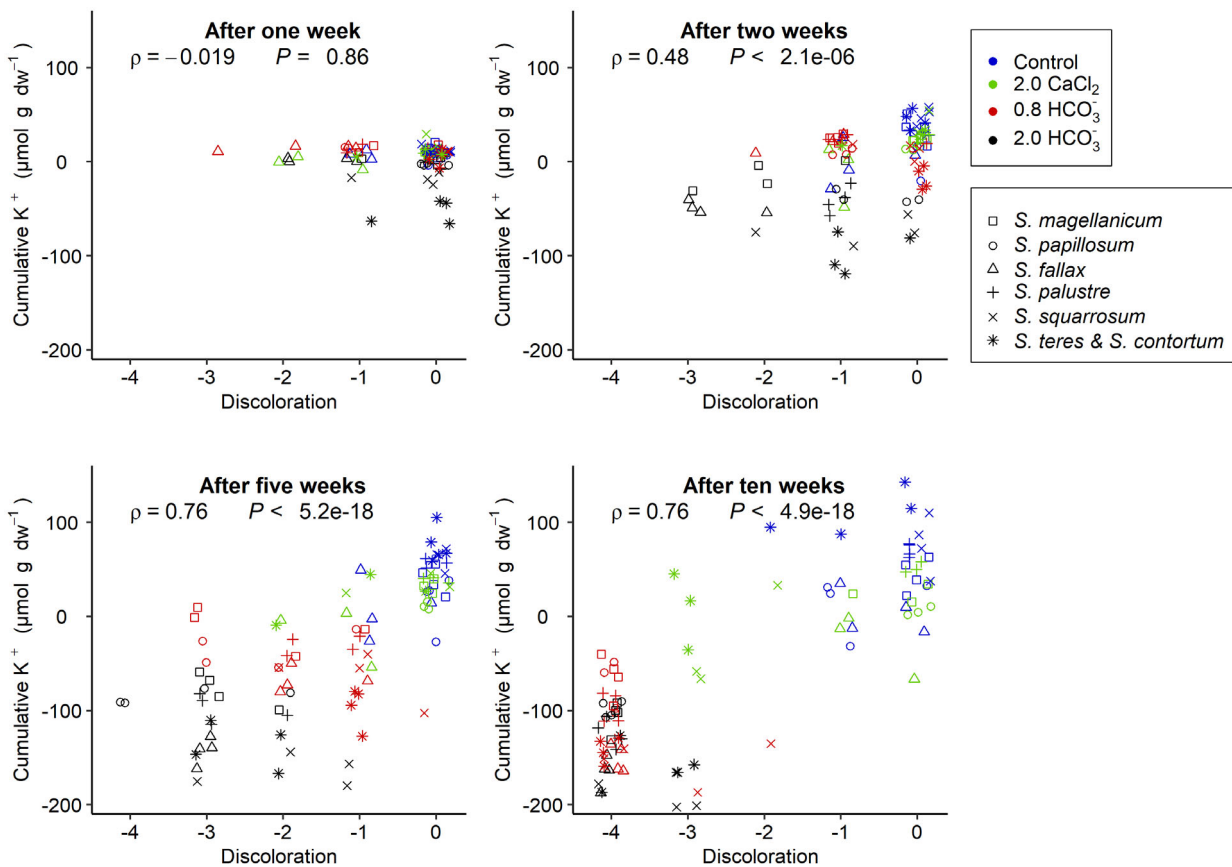 After one week
ρ = −0.019 P = 0.86
Cumulative K⁺ (μmol g dw⁻¹)
100
0
-100
-200
-4 -3 -2 -1 0
Discoloration
After two weeks
ρ = 0.48 P < 2.1e-06
Cumulative K⁺ (μmol g dw⁻¹)
100
0
-100
-200
-4 -3 -2 -1 0
Discoloration
Control
2.0 CaCl₂
0.8 HCO₃⁻
2.0 HCO₃⁻
S. magellanicum
S. papillosum
S. fallax
S. palustre
S. squarrosum
S. teres & S. contortum
After five weeks
ρ = 0.76 P < 5.2e-18
Cumulative K⁺ (μmol g dw⁻¹)
100
0
-100
-200
-4 -3 -2 -1 0
Discoloration
After ten weeks
ρ = 0.76 P < 4.9e-18
Cumulative K⁺ (μmol g dw⁻¹)
100
0
-100
-200
-4 -3 -2 -1 0
Discoloration